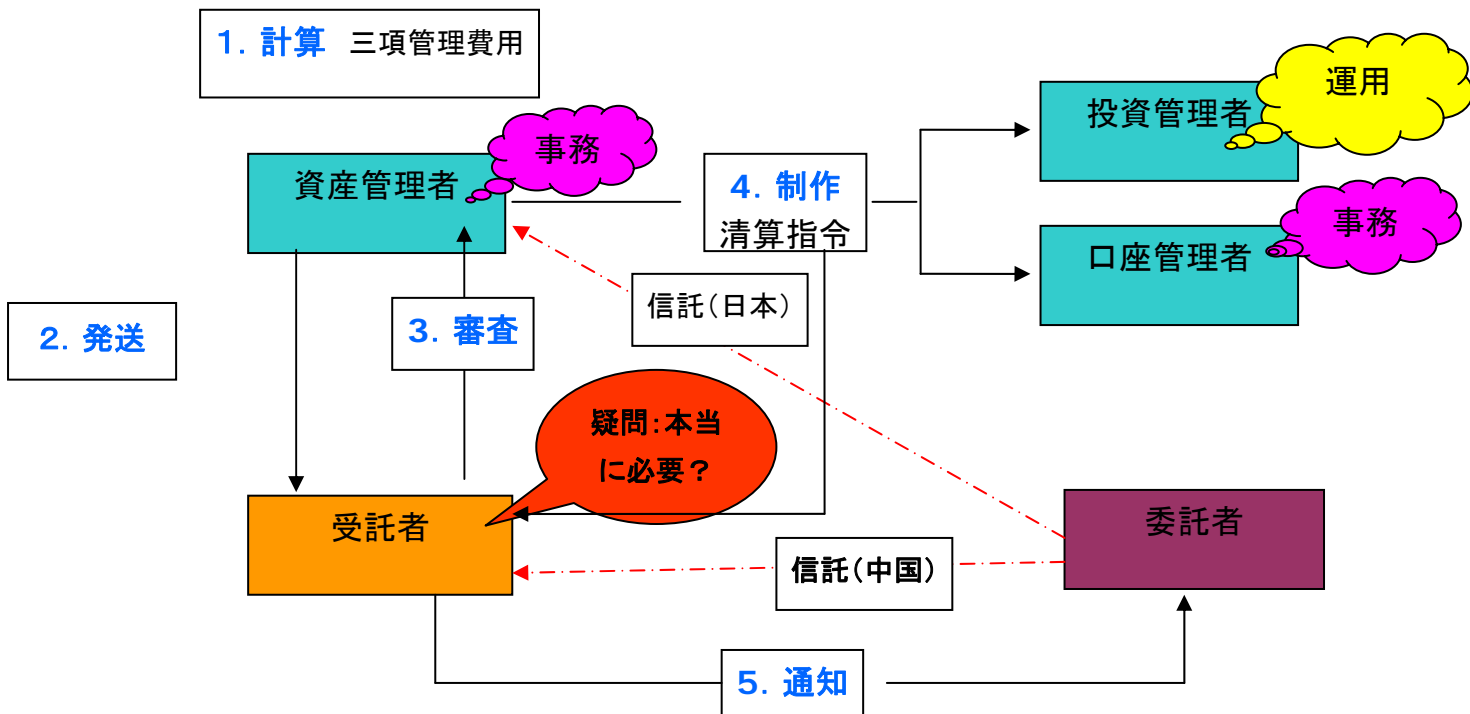 1. 計算 三項管理費用
運用
投資管理者
事務
資産管理者
4. 制作
清算指令
事務
口座管理者
信託(日本)
2. 発送
3. 審査
疑問:本当
に必要?
受託者
委託者
信託(中国)
5. 通知